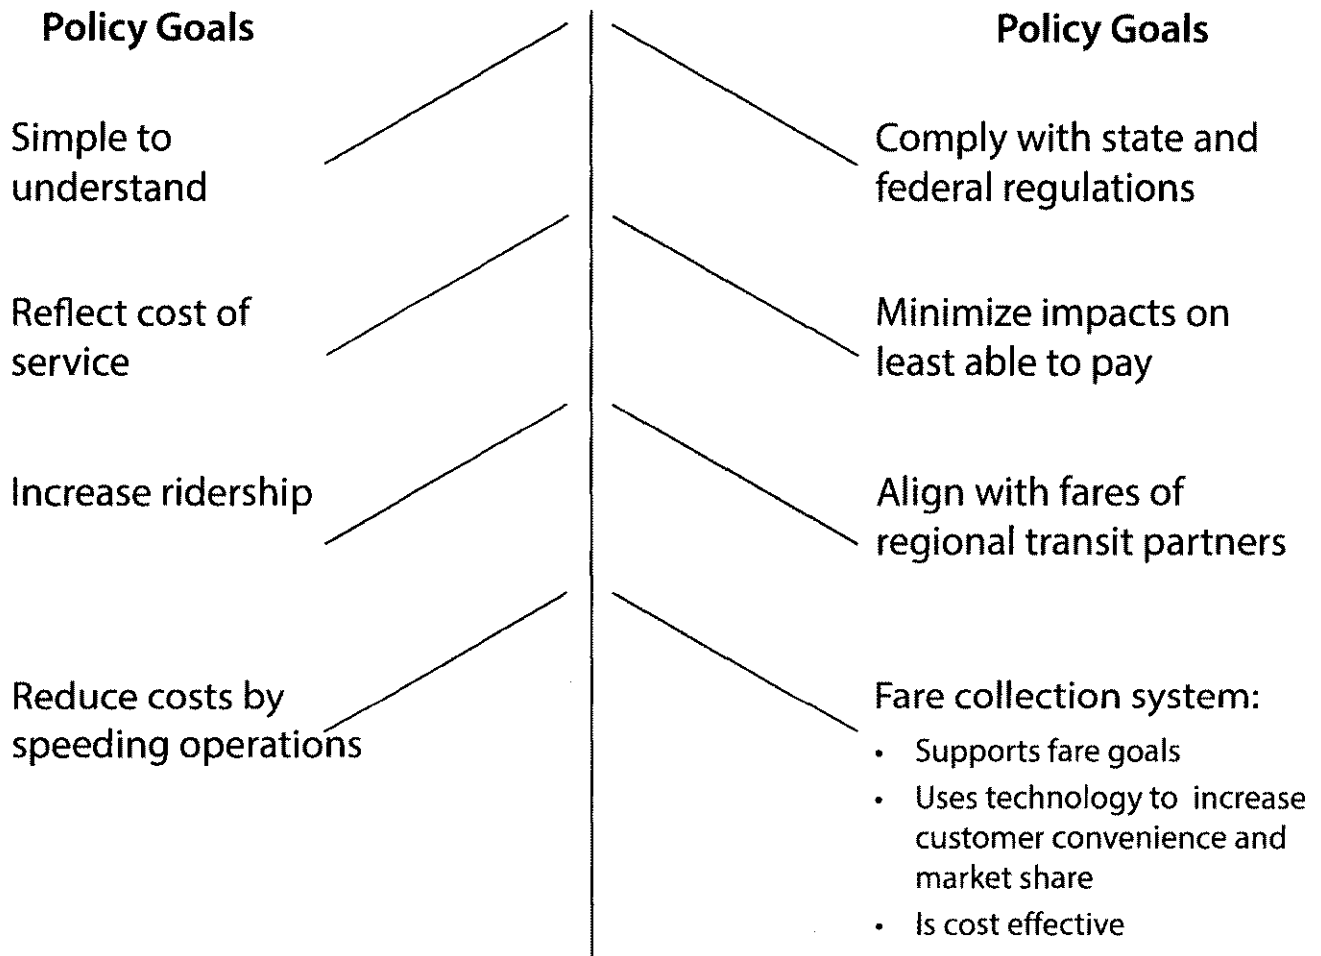 Policy Goals
Simple to
understand
Reflect cost of
service
Increase ridership
Reduce costs by
speeding operations
Policy Goals
Comply with state and
federal regulations
Minimize impacts on
least able to pay
Align with fares of
regional transit partners
Fare collection system:
• Supports fare goals
• Uses technology to increase
customer convenience and
market share
• Is cost effective